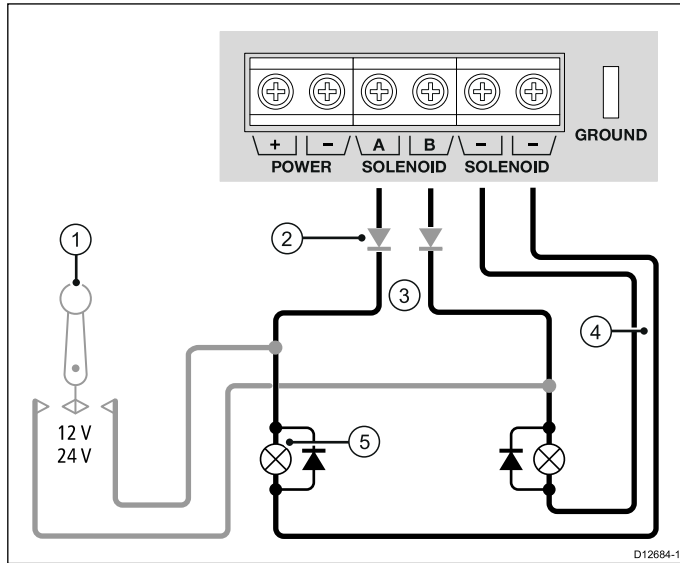 + − A B − −
POWER SOLENOID SOLENOID
GROUND
1
2
3
4
5
12 V
24 V
D12684-1